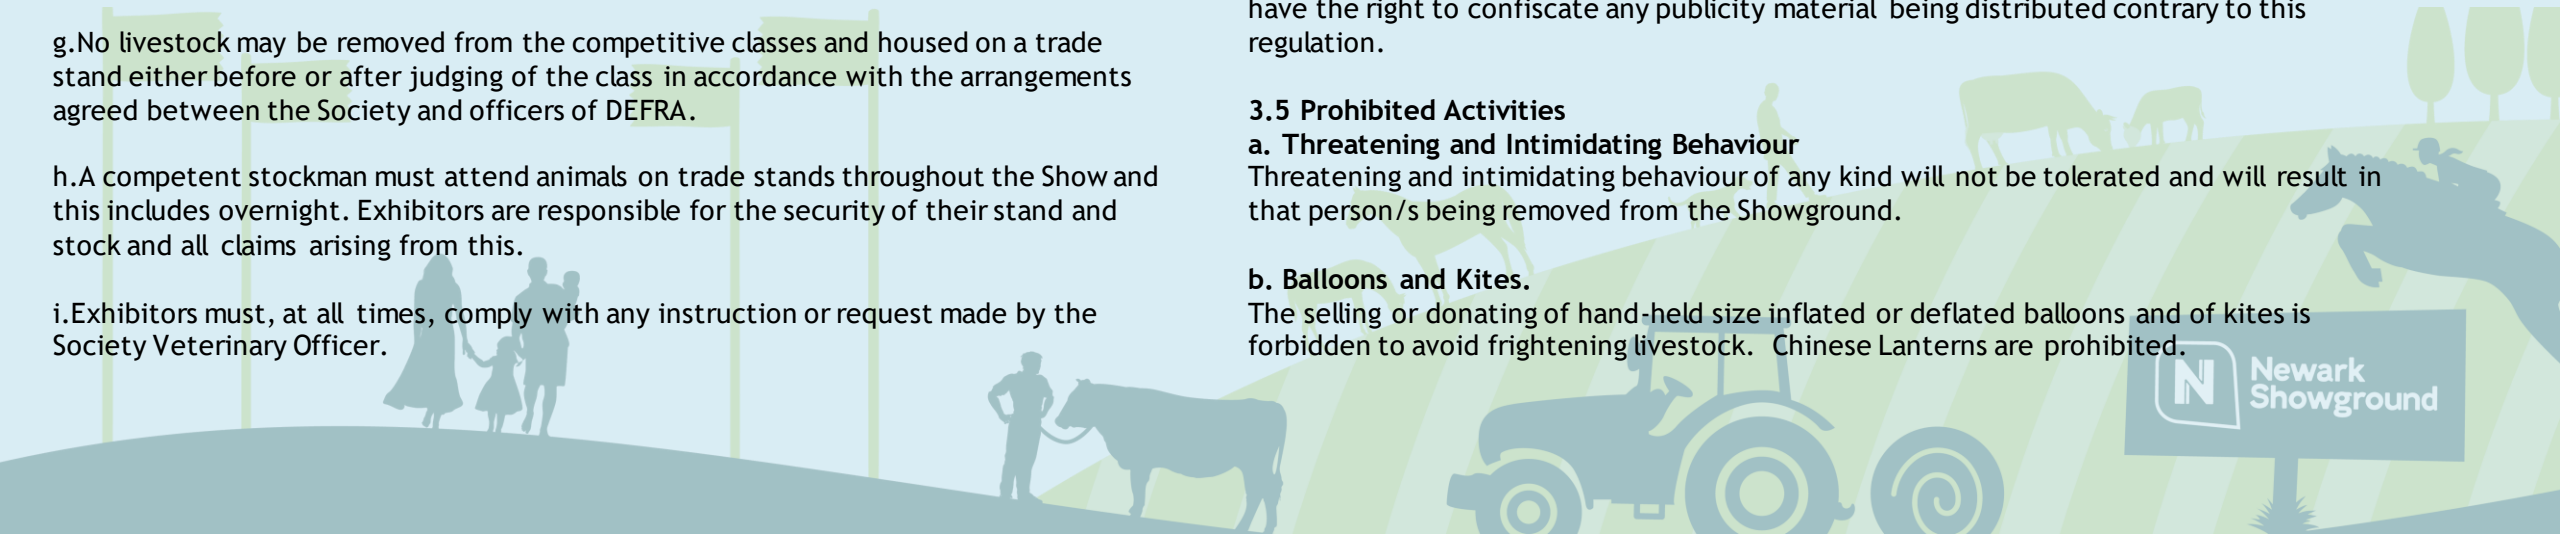 g.No livestock may be removed from the competitive classes and housed on a trade
stand either before or after judging of the class in accordance with the arrangements
agreed between the Society and officers of DEFRA.
h.A competent stockman must attend animals on trade stands throughout the Show and
this includes overnight. Exhibitors are responsible for the security of their stand and
stock and all claims arising from this.
i.Exhibitors must, at all times, comply with any instruction or request made by the
Society Veterinary Officer.
have the right to confiscate any publicity material being distributed contrary to this
regulation.
3.5 Prohibited Activities
a. Threatening and Intimidating Behaviour
Threatening and intimidating behaviour of any kind will not be tolerated and will result in
that person/s being removed from the Showground.
b. Balloons and Kites.
The selling or donating of hand-held size inflated or deflated balloons and of kites is
forbidden to avoid frightening livestock. Chinese Lanterns are prohibited.
N
Newark
Showground